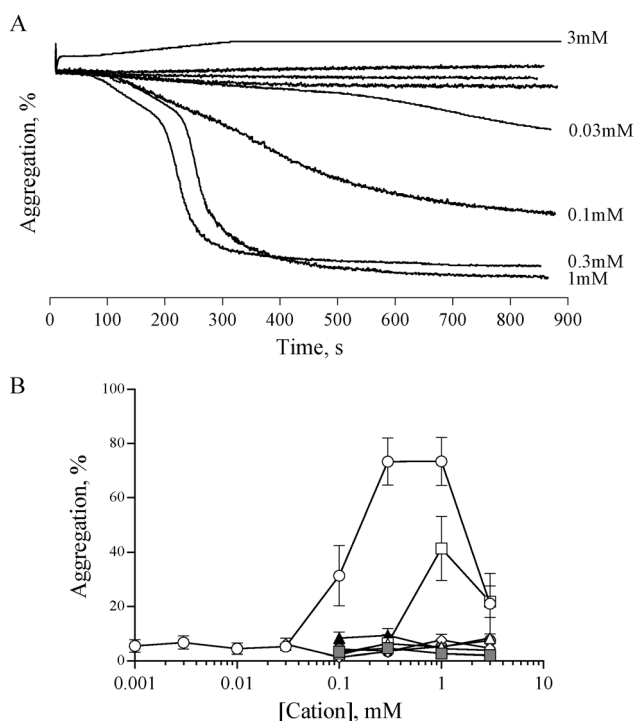 A
3mM
0.03mM
0.1mM
0.3mM
1mM
Aggregation, %
0 100 200 300 400 500 600 700 800 900
Time, s
B
100
80
60
40
20
0
Aggregation, %
0.001 0.01 0.1 1 10
[Cation], mM